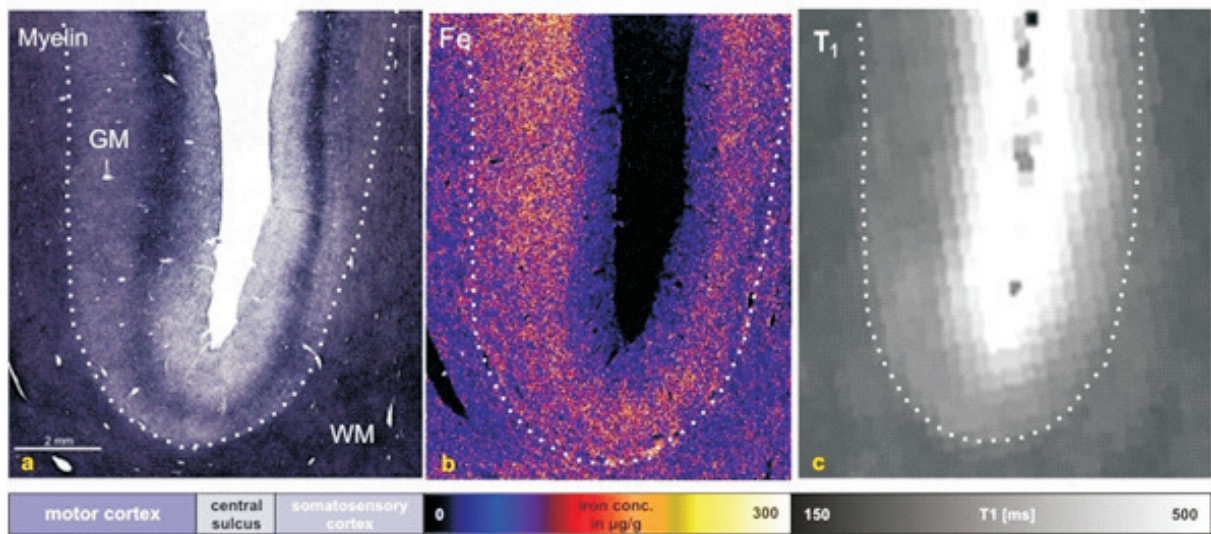 Myelin
GM
WM
2 mm
a
Fe
b
T1
c
motor cortex
central
sulcus
somatosensory
cortex
0
iron conc.
in µg/g
300
150
T1 [ms]
500